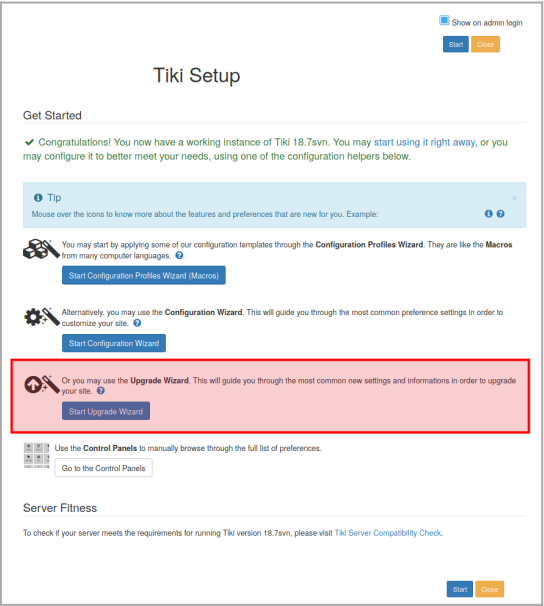 Show on admin login
Start Close
Tiki Setup
Get Started
Congratulations! You now have a working instance of Tiki 18.7svn. You may start using it right away, or you
may configure it to better meet your needs, using one of the configuration helpers below.
Tip ×
Mouse over the icons to know more about the features and preferences that are new for you. Example:
You may start by applying some of our configuration templates through the Configuration Profiles Wizard. They are like the Macros
from many computer languages.
Start Configuration Profiles Wizard (Macros)
Alternatively, you may use the Configuration Wizard. This will guide you through the most common preference settings in order to
customize your site.
Start Configuration Wizard
Or you may use the Upgrade Wizard. This will guide you through the most common new settings and informations in order to upgrade
your site.
Start Upgrade Wizard
Use the Control Panels to manually browse through the full list of preferences.
Go to the Control Panels
Server Fitness
To check if your server meets the requirements for running Tiki version 18.7svn, please visit Tiki Server Compatibility Check.
Start Close